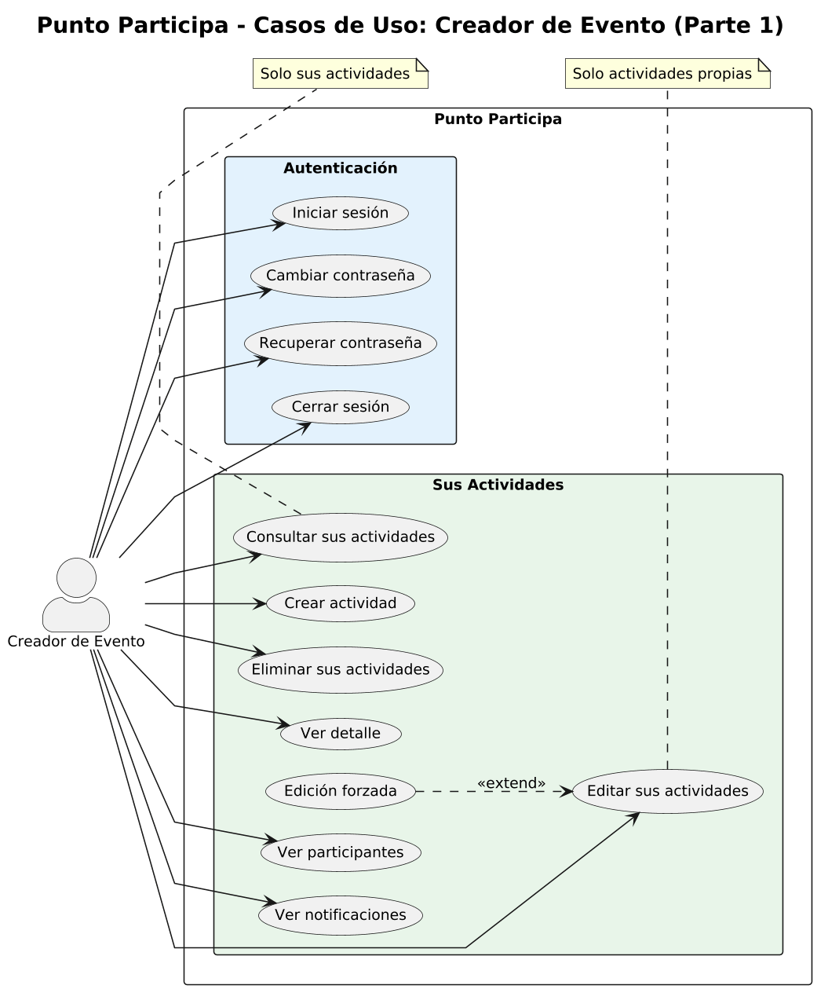 Punto Participa - Casos de Uso: Creador de Evento (Parte 1)
Solo sus actividades
Solo actividades propias
Punto Participa
Autenticación
Iniciar sesión
Cambiar contraseña
Recuperar contraseña
Cerrar sesión
Sus Actividades
Consultar sus actividades
Crear actividad
Creador de Evento
Eliminar sus actividades
Ver detalle
Edición forzada
«extend»
Editar sus actividades
Ver participantes
Ver notificaciones